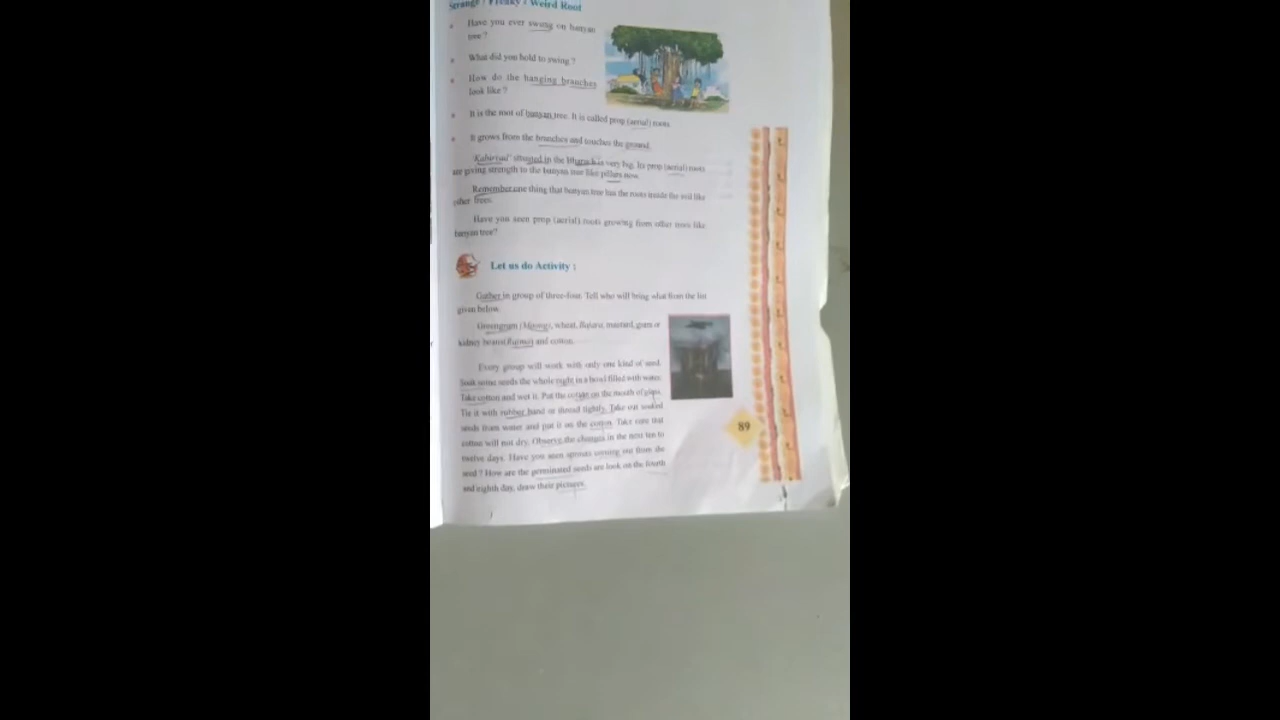 Strange / Freaky / Weird Root
Have you ever swung on banyan
tree ?
What did you hold to swing ?
How do the hanging branches
look like ?
It is the root of banyan tree. It is called prop (aerial) roots.
It grows from the branches and touches the ground.
situated in the is very big. Its prop (aerial) roots
are giving strength to the banyan tree like pillars now.
Remember one thing that banyan tree has the roots inside the soil like
other trees.
Have you seen prop (aerial) roots growing from other trees like
banyan tree?
Let us do Activity :
Gather in group of three-four. Tell who will bring what from the list
given below.
Greengram (Moong), wheat, mustard, gram or
kidney beans(Rajma) and cotton.
Every group will work with only one kind of seed.
Soak some seeds the whole night in a bowl filled with water.
Take cotton and wet it. Put the cotton on the mouth of glass.
Tie it with rubber band or thread tightly. Take out soaked
seeds from water and put it on the cotton. Take care that
cotton will not dry. Observe the changes in the next ten to
twelve days. Have you seen sprouts coming out from the
seed ? How are the germinated seeds are look on the fourth
and eighth day, draw their pictures.
89